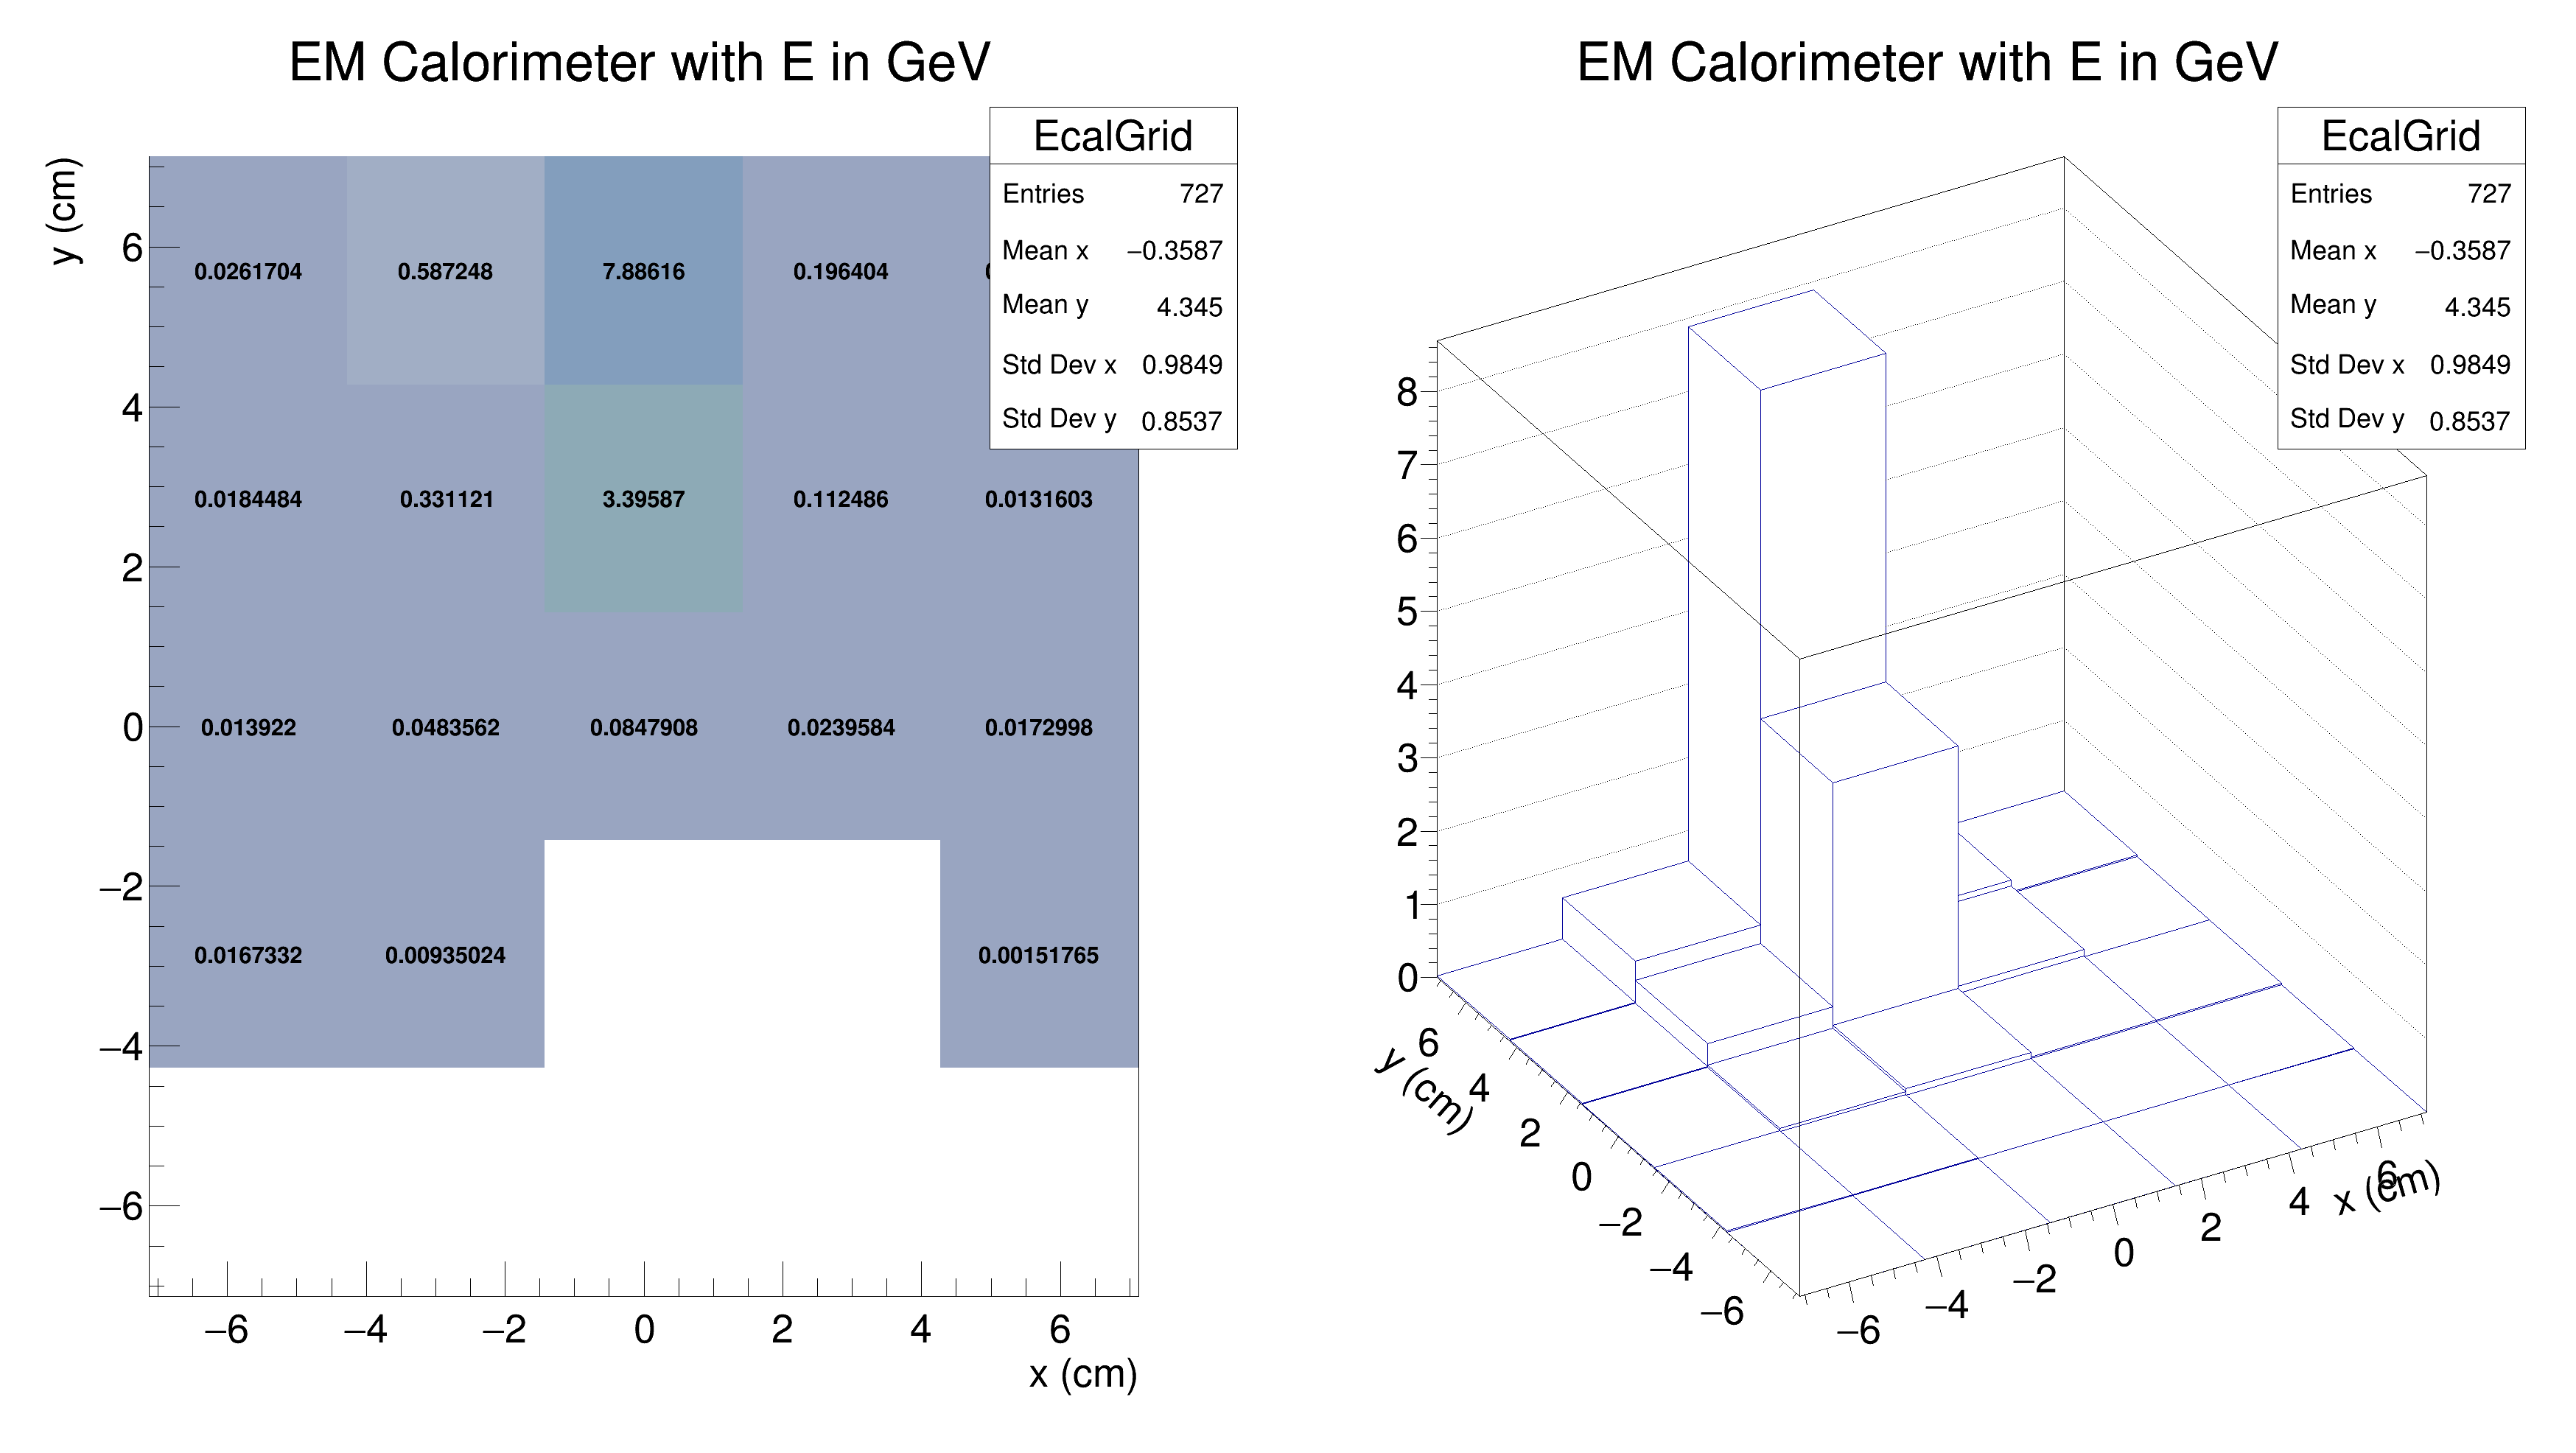 EM Calorimeter with E in GeV
EcalGrid
Entries 727
Mean x −0.3587
Mean y 4.345
Std Dev x 0.9849
Std Dev y 0.8537
y (cm)
6
4
2
0
−2
−4
−6
0.0261704 0.587248 7.88616 0.196404
0.0184484 0.331121 3.39587 0.112486 0.0131603
0.013922 0.0483562 0.0847908 0.0239584 0.0172998
0.0167332 0.00935024 0.00151765
−6 −4 −2 0 2 4 6
x (cm)
EM Calorimeter with E in GeV
EcalGrid
Entries 727
Mean x −0.3587
Mean y 4.345
Std Dev x 0.9849
Std Dev y 0.8537
8
7
6
5
4
3
2
1
0
y (cm)
6
4
2
0
−2
−4
−6
−6 −4 −2 0 2 4 6
x (cm)